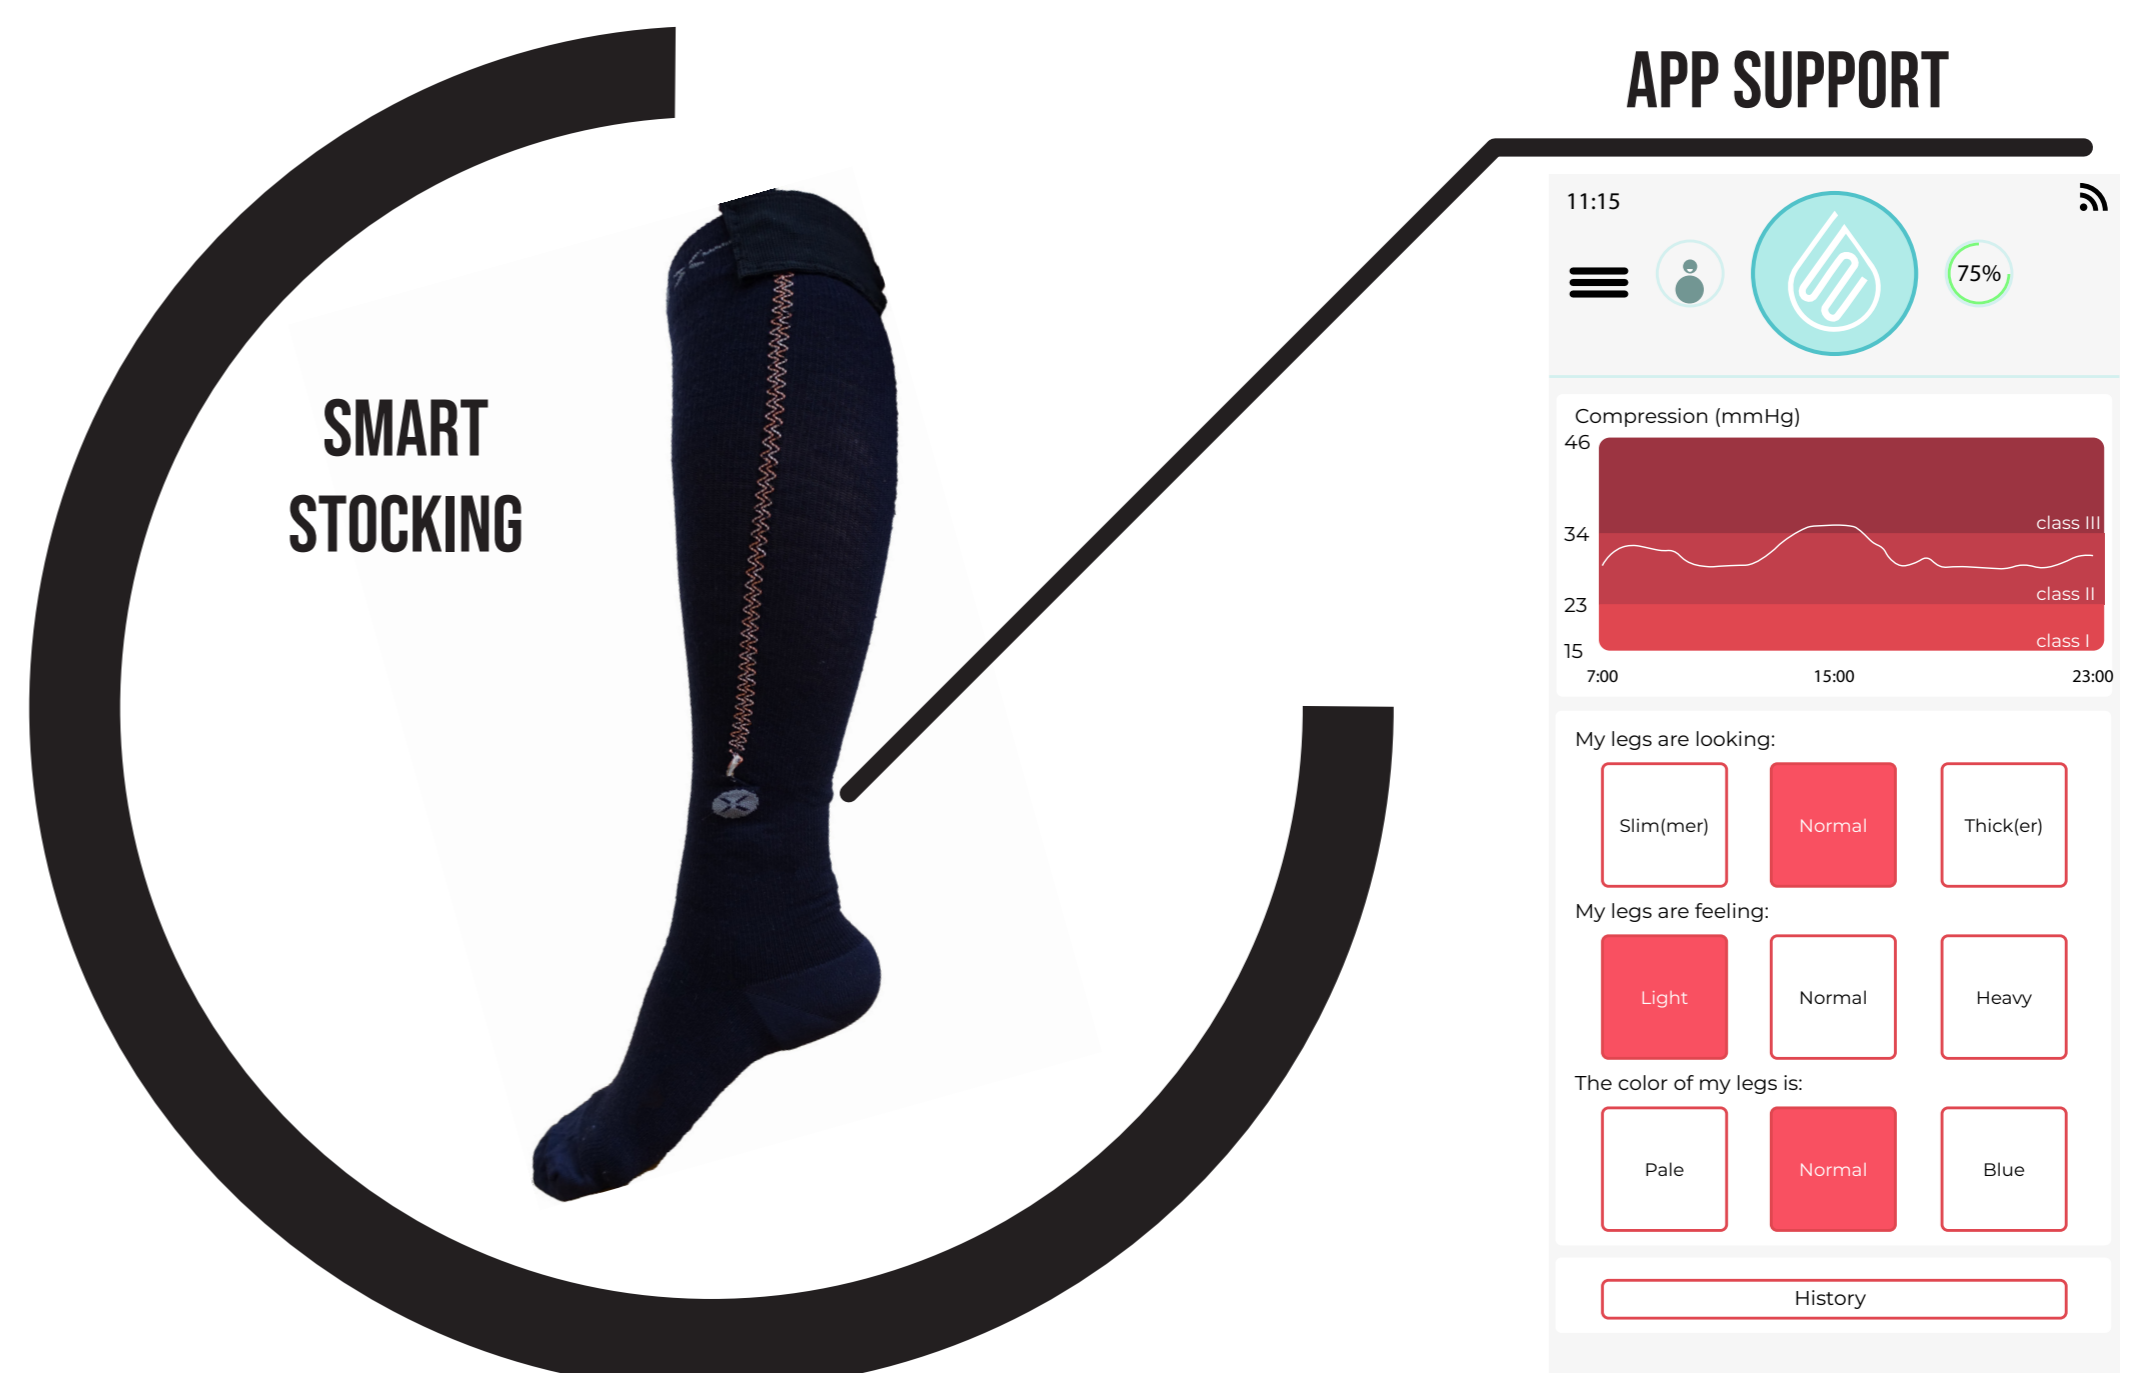 SMART
STOCKING
APP SUPPORT
11:15
75%
Compression (mmHg)
46
class III
34
class II
23
class I
15
7:00 15:00 23:00
My legs are looking:
Slim(mer) Normal Thick(er)
My legs are feeling:
Light Normal Heavy
The color of my legs is:
Pale Normal Blue
History